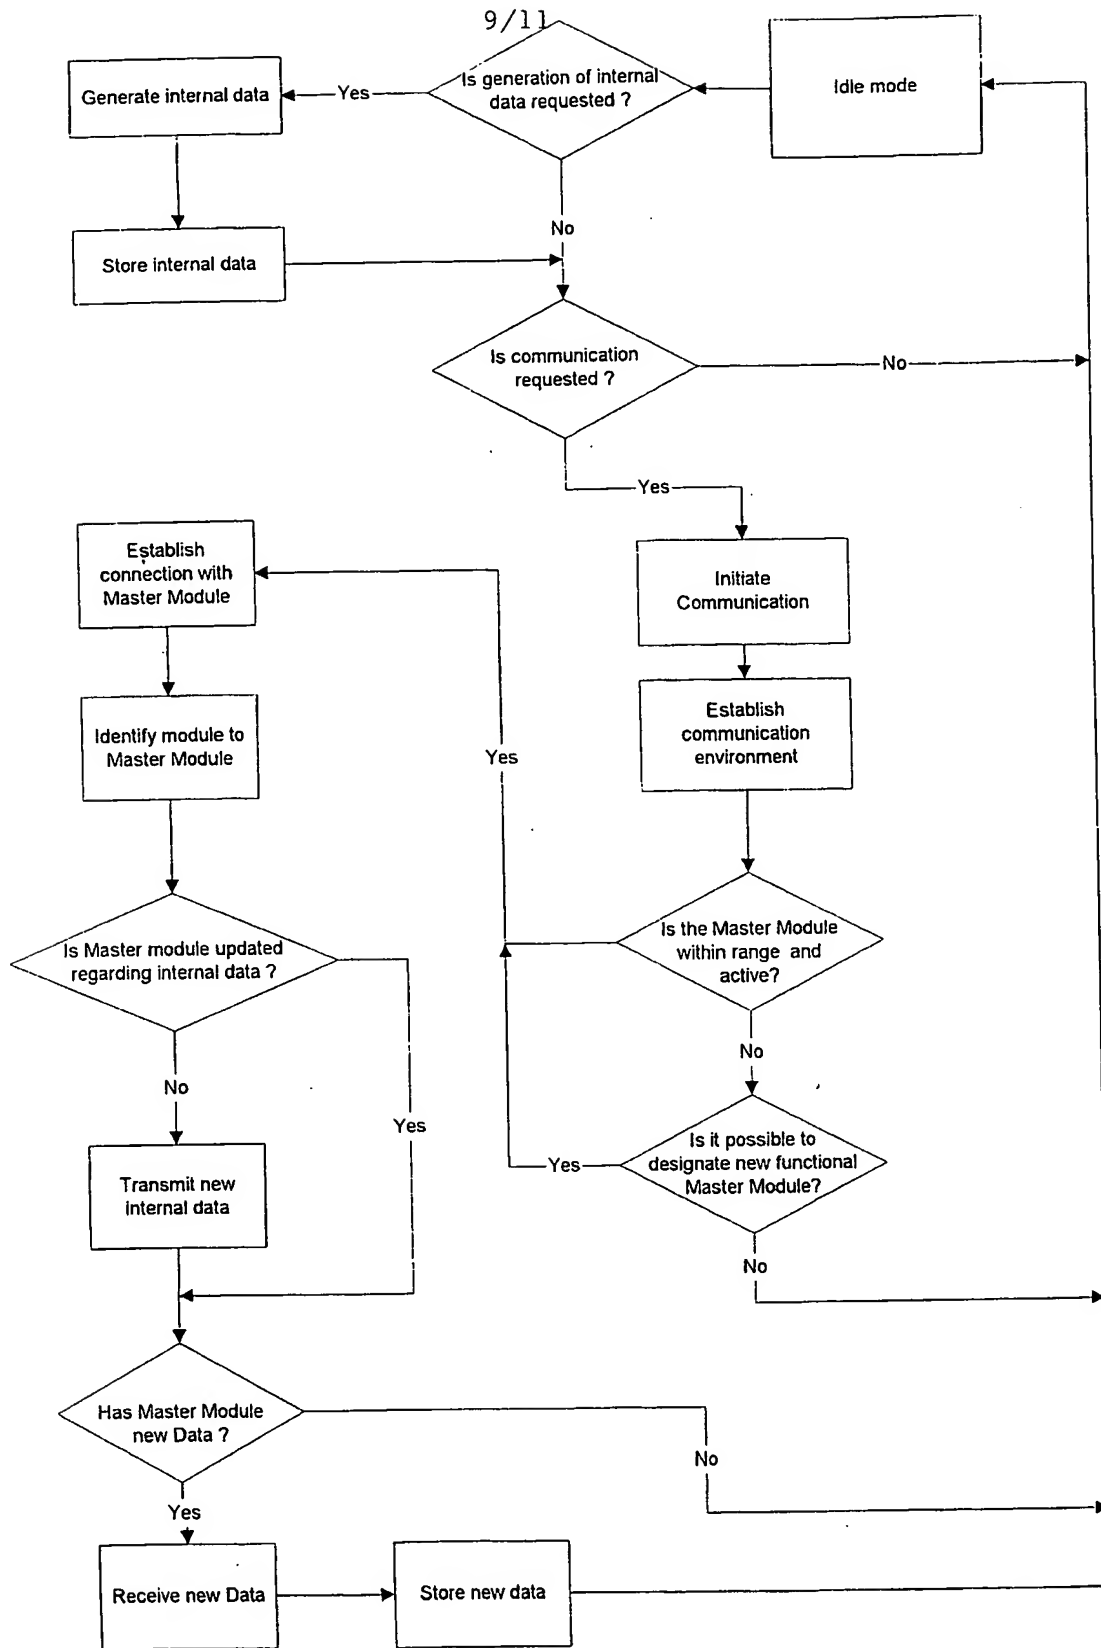 9/11
Is generation of internal
data requested ?
Idle mode
Generate internal data
Yes
No
Store internal data
Is communication
requested ?
No
Yes
Establish
connection with
Master Module
Initiate
Communication
Identify module to
Master Module
Establish
communication
environment
Yes
Is Master module updated
regarding internal data ?
Is the Master Module
within range and
active?
No
No
Yes
Is it possible to
designate new functional
Master Module?
Yes
Transmit new
internal data
No
Has Master Module
new Data ?
No
Yes
Receive new Data
Store new data